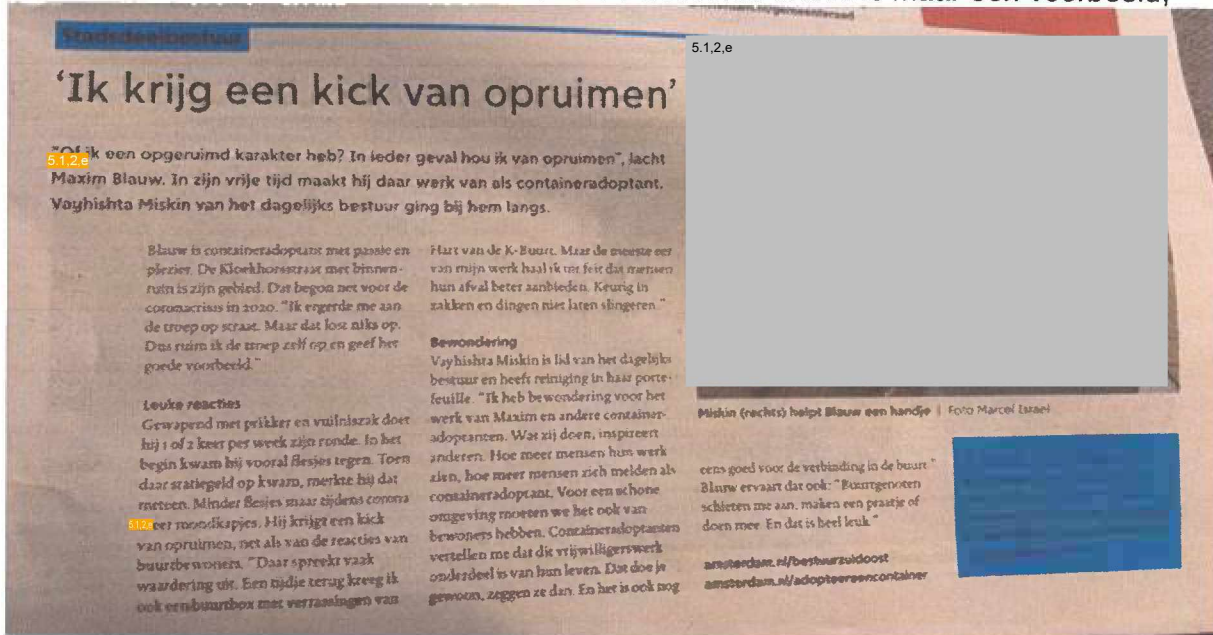 maar een voorbeeld,
Stadsdeelbestuur
'Ik krijg een kick van opruimen'
5.1,2,e
"Of ik een opgeruimd karakter heb? In ieder geval hou ik van opruimen", lacht
5.1,2,e
Maxim Blauw. In zijn vrije tijd maakt hij daar werk van als containeradoptant.
Vayhishta Miskin van het dagelijks bestuur ging bij hem langs.
Blauw is containeradoptant met passie en
plezier. De Kloekhorststraat met binnen-
tuin is zijn gebied. Dat begon net voor de
coronacrisis in 2020. "Ik ergerde me aan
de troep op straat. Maar dat lost niks op.
Dus ruim ik de troep zelf op en geef het
goede voorbeeld."
Leuke reacties
Gewapend met prikker en vuilniszak doet
hij 1 of 2 keer per week zijn ronde. In het
begin kwam hij vooral flesjes tegen. Toen
daar statiegeld op kwam, merkte hij dat
meteen. Minder flesjes maar tijdens corona
5.1,2,e
meer mondkapjes. Hij krijgt een kick
van opruimen, net als van de reacties van
buurtbewoners. "Daar spreekt vaak
waardering uit. Een tijdje terug kreeg ik
ook een buurtbox met verrassingen van
Hart van de K-Buurt. Maar de meeste eer
van mijn werk haal ik uit feit dat mensen
hun afval beter aanbieden. Keurig in
zakken en dingen niet laten slingeren."
Bewondering
Vayhishta Miskin is lid van het dagelijks
bestuur en heeft reiniging in haar porte-
feuille. "Ik heb bewondering voor het
werk van Maxim en andere container-
adoptanten. Wat zij doen, inspireert
anderen. Hoe meer mensen hun werk
zien, hoe meer mensen zich melden als
containeradoptant. Voor een schone
omgeving moeten we het ook van
bewoners hebben. Containeradoptanten
vertellen me dat dit vrijwilligerswerk
onderdeel is van hun leven. Dat doe je
gewoon, zeggen ze dan. En het is ook nog
Miskin (rechts) helpt Blauw een handje | Foto Marcel Israel
eens goed voor de verbinding in de buurt."
Blauw ervaart dat ook: "Buurtgenoten
schieten me aan, maken een praatje of
doen mee. En dat is heel leuk."
amsterdam.nl/bestuurzuidoost
amsterdam.nl/adopteereencontainer